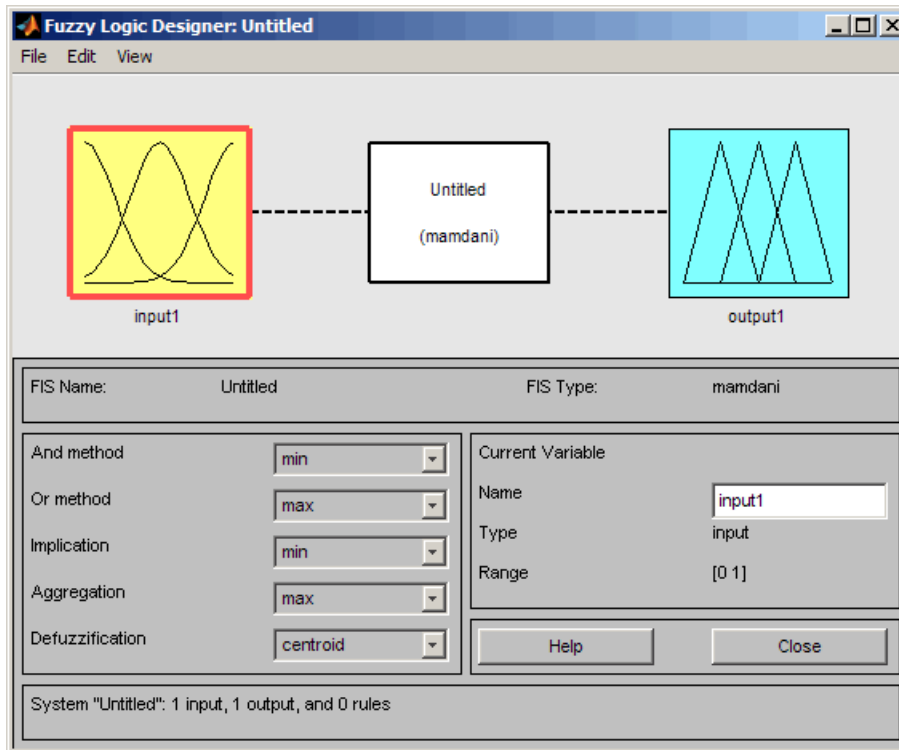 Fuzzy Logic Designer: Untitled
File Edit View
Untitled
(mamdani)
input1
output1
FIS Name: Untitled FIS Type: mamdani
And method min
Or method max
Implication min
Aggregation max
Defuzzification centroid
Current Variable
Name input1
Type input
Range [0 1]
Help Close
System "Untitled": 1 input, 1 output, and 0 rules